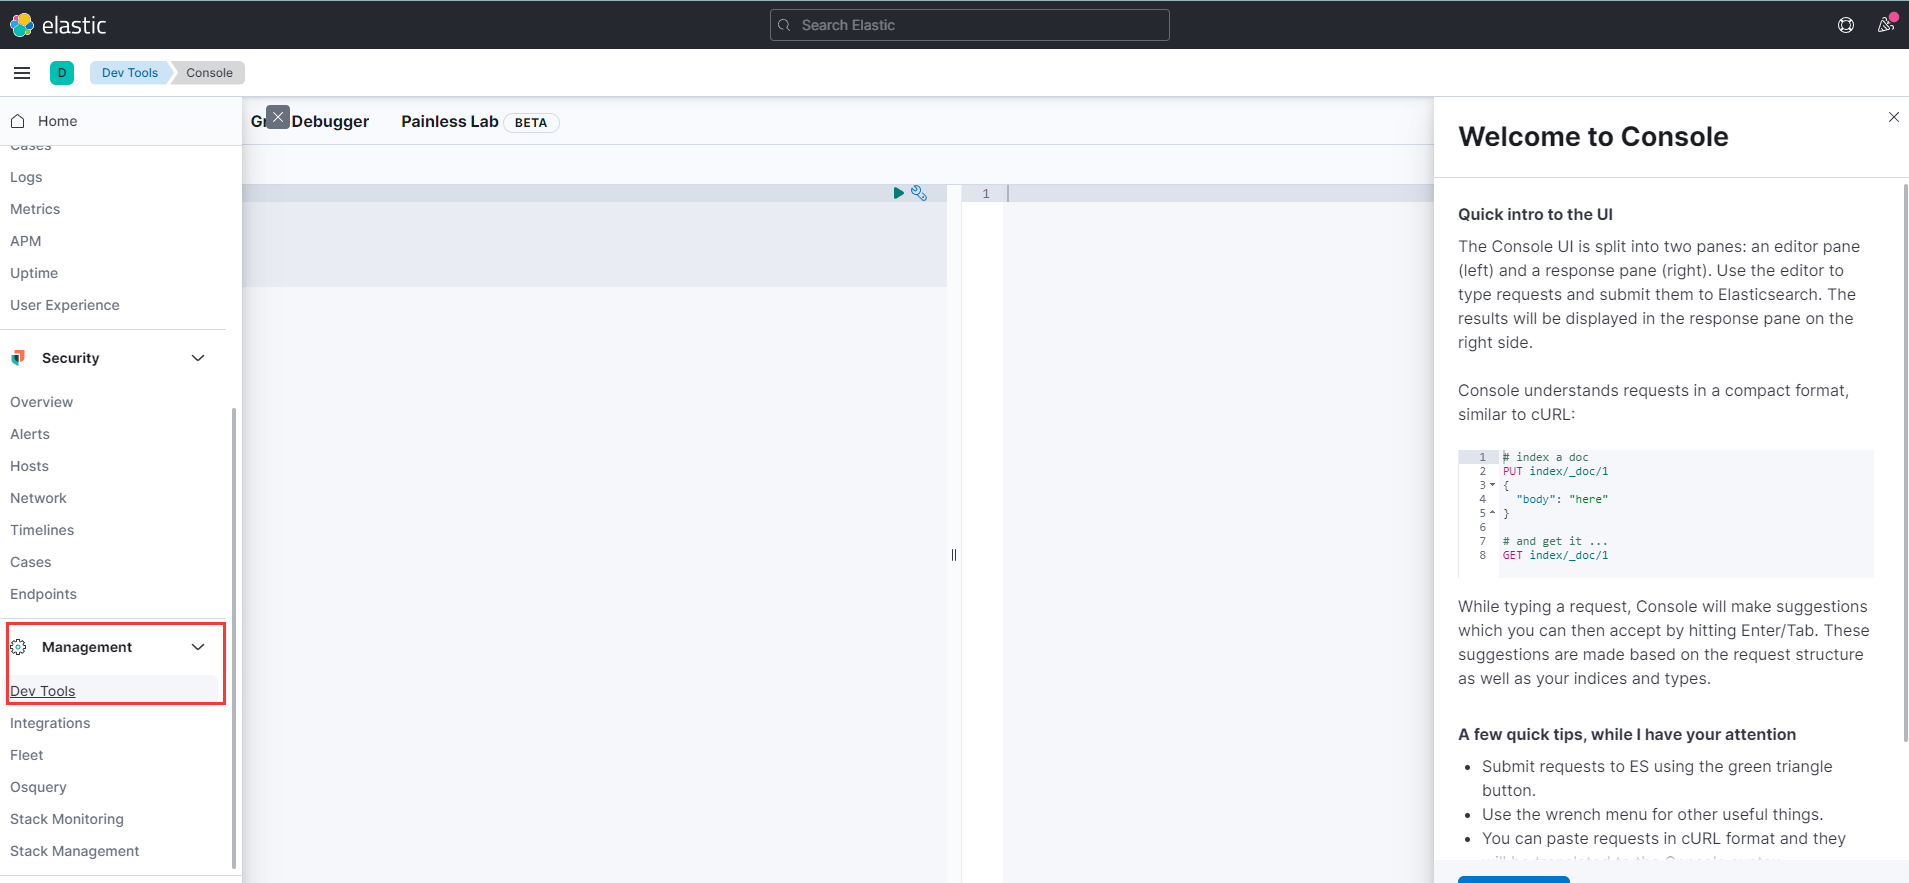 elastic
Search Elastic
D
Dev Tools
Console
Home
Cases
Logs
Metrics
APM
Uptime
User Experience
Security
Overview
Alerts
Hosts
Network
Timelines
Cases
Endpoints
Management
Dev Tools
Integrations
Fleet
Osquery
Stack Monitoring
Stack Management
Debugger
Painless Lab
BETA
1
Welcome to Console
Quick intro to the UI
The Console UI is split into two panes: an editor pane
(left) and a response pane (right). Use the editor to
type requests and submit them to Elasticsearch. The
results will be displayed in the response pane on the
right side.
Console understands requests in a compact format,
similar to cURL:
1 # index a doc
2 PUT index/_doc/1
3 {
4 "body": "here"
5 }
6
7 # and get it ...
8 GET index/_doc/1
While typing a request, Console will make suggestions
which you can then accept by hitting Enter/Tab. These
suggestions are made based on the request structure
as well as your indices and types.
A few quick tips, while I have your attention
• Submit requests to ES using the green triangle
button.
• Use the wrench menu for other useful things.
• You can paste requests in cURL format and they